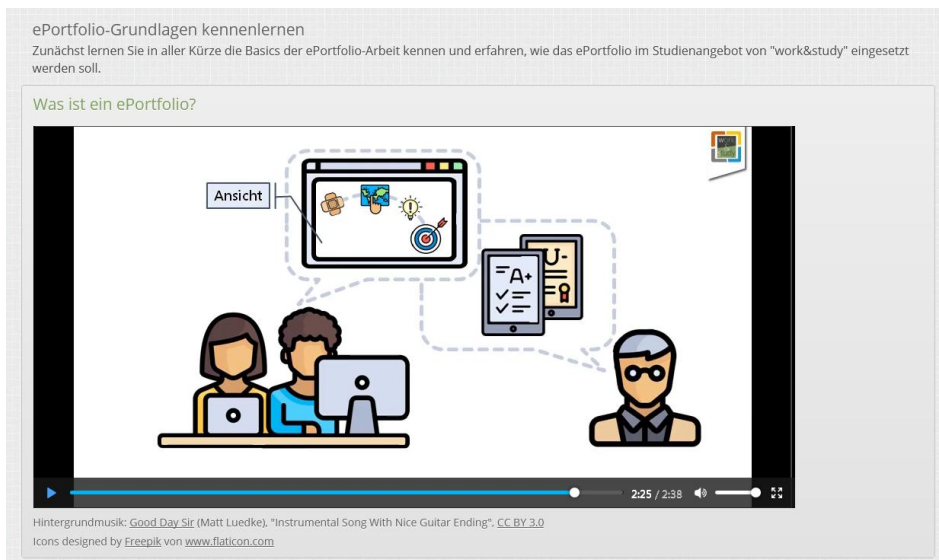 ePortfolio-Grundlagen kennenlernen
Zunächst lernen Sie in aller Kürze die Basics der ePortfolio-Arbeit kennen und erfahren, wie das ePortfolio im Studienangebot von "work&study" eingesetzt
werden soll.
Was ist ein ePortfolio?
work
study
Ansicht
A+
U-
2:25 / 2:38
Hintergrundmusik: Good Day Sir (Matt Luedke), "Instrumental Song With Nice Guitar Ending", CC BY 3.0
Icons designed by Freepik von www.flaticon.com